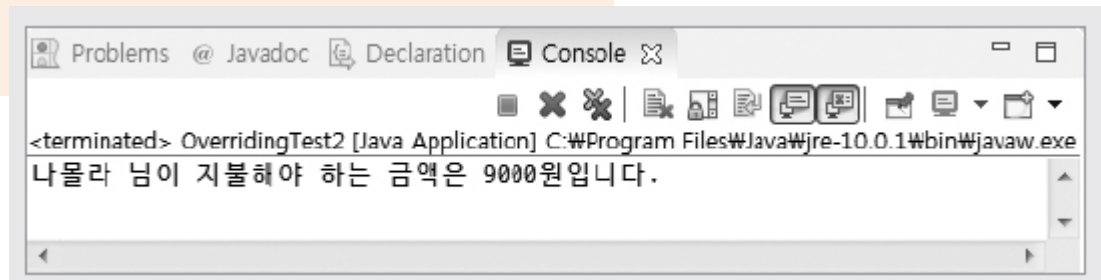 Problems @ Javadoc Declaration Console
<terminated> OverridingTest2 [Java Application] C:₩Program Files₩Java₩jre-10.0.1₩bin₩javaw.exe
나몰라 님이 지불해야 하는 금액은 9000원입니다.